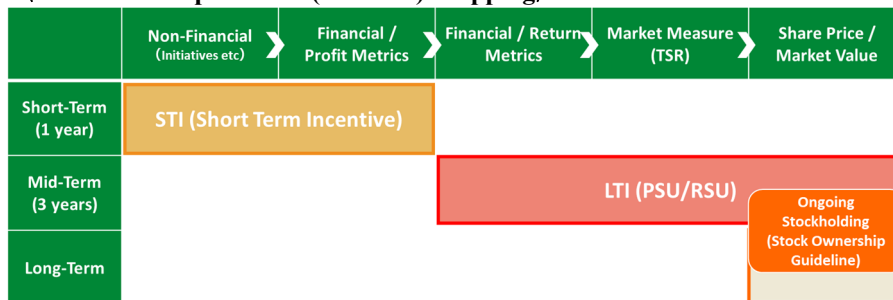 Non-Financial
(Initiatives etc)
Financial /
Profit Metrics
Financial / Return
Metrics
Market Measure
(TSR)
Share Price /
Market Value
Short-Term
(1 year)
STI (Short Term Incentive)
Mid-Term
(3 years)
LTI (PSU/RSU)
Ongoing
Stockholding
(Stock Ownership
Guideline)
Long-Term